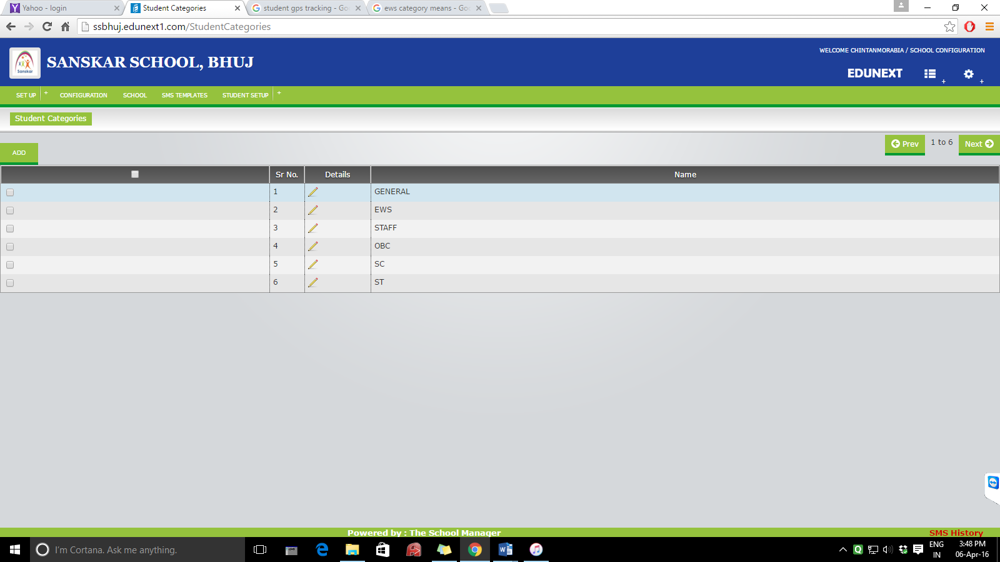 Yahoo - login
Student Categories
student gps tracking - Go
ews category means - Go
ssbhuj.edunext1.com/StudentCategories
Sanskar
SANSKAR SCHOOL, BHUJ
WELCOME CHINTANMORABIA / SCHOOL CONFIGURATION
EDUNEXT
+ +
SET UP + CONFIGURATION SCHOOL SMS TEMPLATES STUDENT SETUP +
Student Categories
ADD
Prev 1 to 6 Next
Sr No. Details Name
1 GENERAL
2 EWS
3 STAFF
4 OBC
5 SC
6 ST
Powered by : The School Manager
SMS History
I'm Cortana. Ask me anything.
ENG
IN
3:48 PM
06-Apr-16